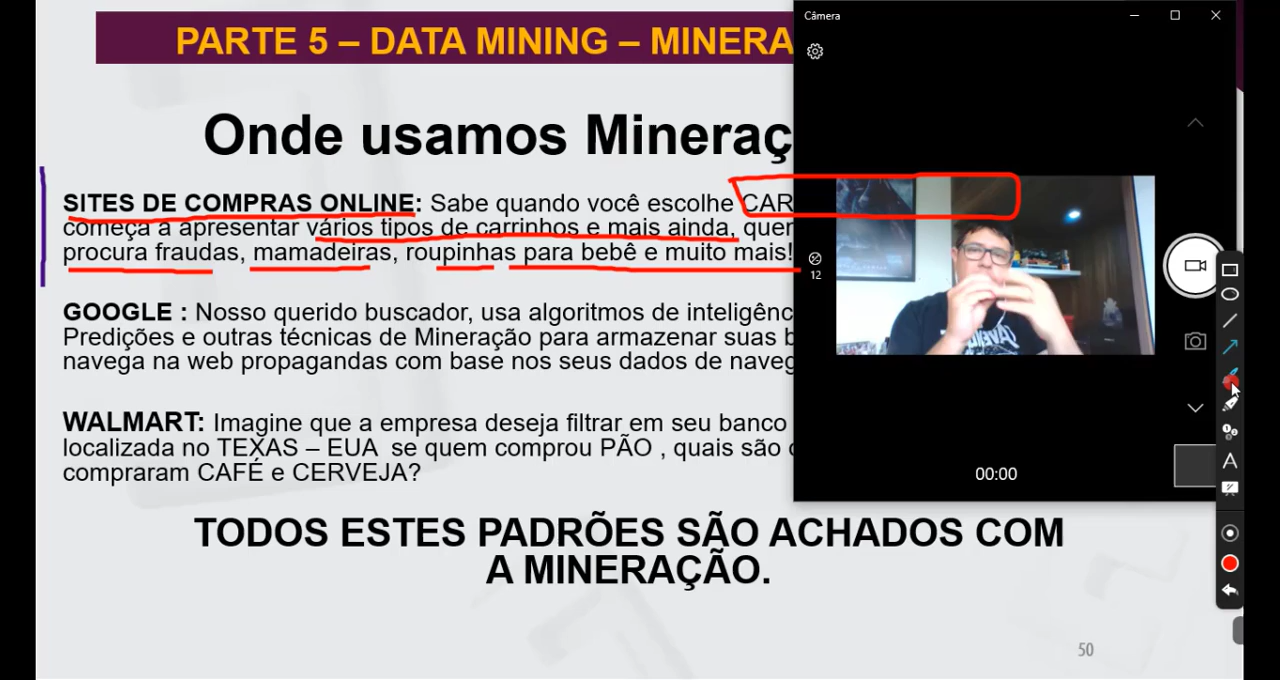 PARTE 5 – DATA MINING – MINERA
Câmera
Onde usamos Mineraç
SITES DE COMPRAS ONLINE: Sabe quando você escolhe CAR
começa a apresentar vários tipos de carrinhos e mais ainda, quer
procura fraudas, mamadeiras, roupinhas para bebê e muito mais!
12
GOOGLE : Nosso querido buscador, usa algoritmos de inteligênc
Predições e outras técnicas de Mineração para armazenar suas b
navega na web propagandas com base nos seus dados de naveg
WALMART: Imagine que a empresa deseja filtrar em seu banco
localizada no TEXAS – EUA se quem comprou PÃO , quais são
compraram CAFÉ e CERVEJA?
00:00
TODOS ESTES PADRÕES SÃO ACHADOS COM
A MINERAÇÃO.
50